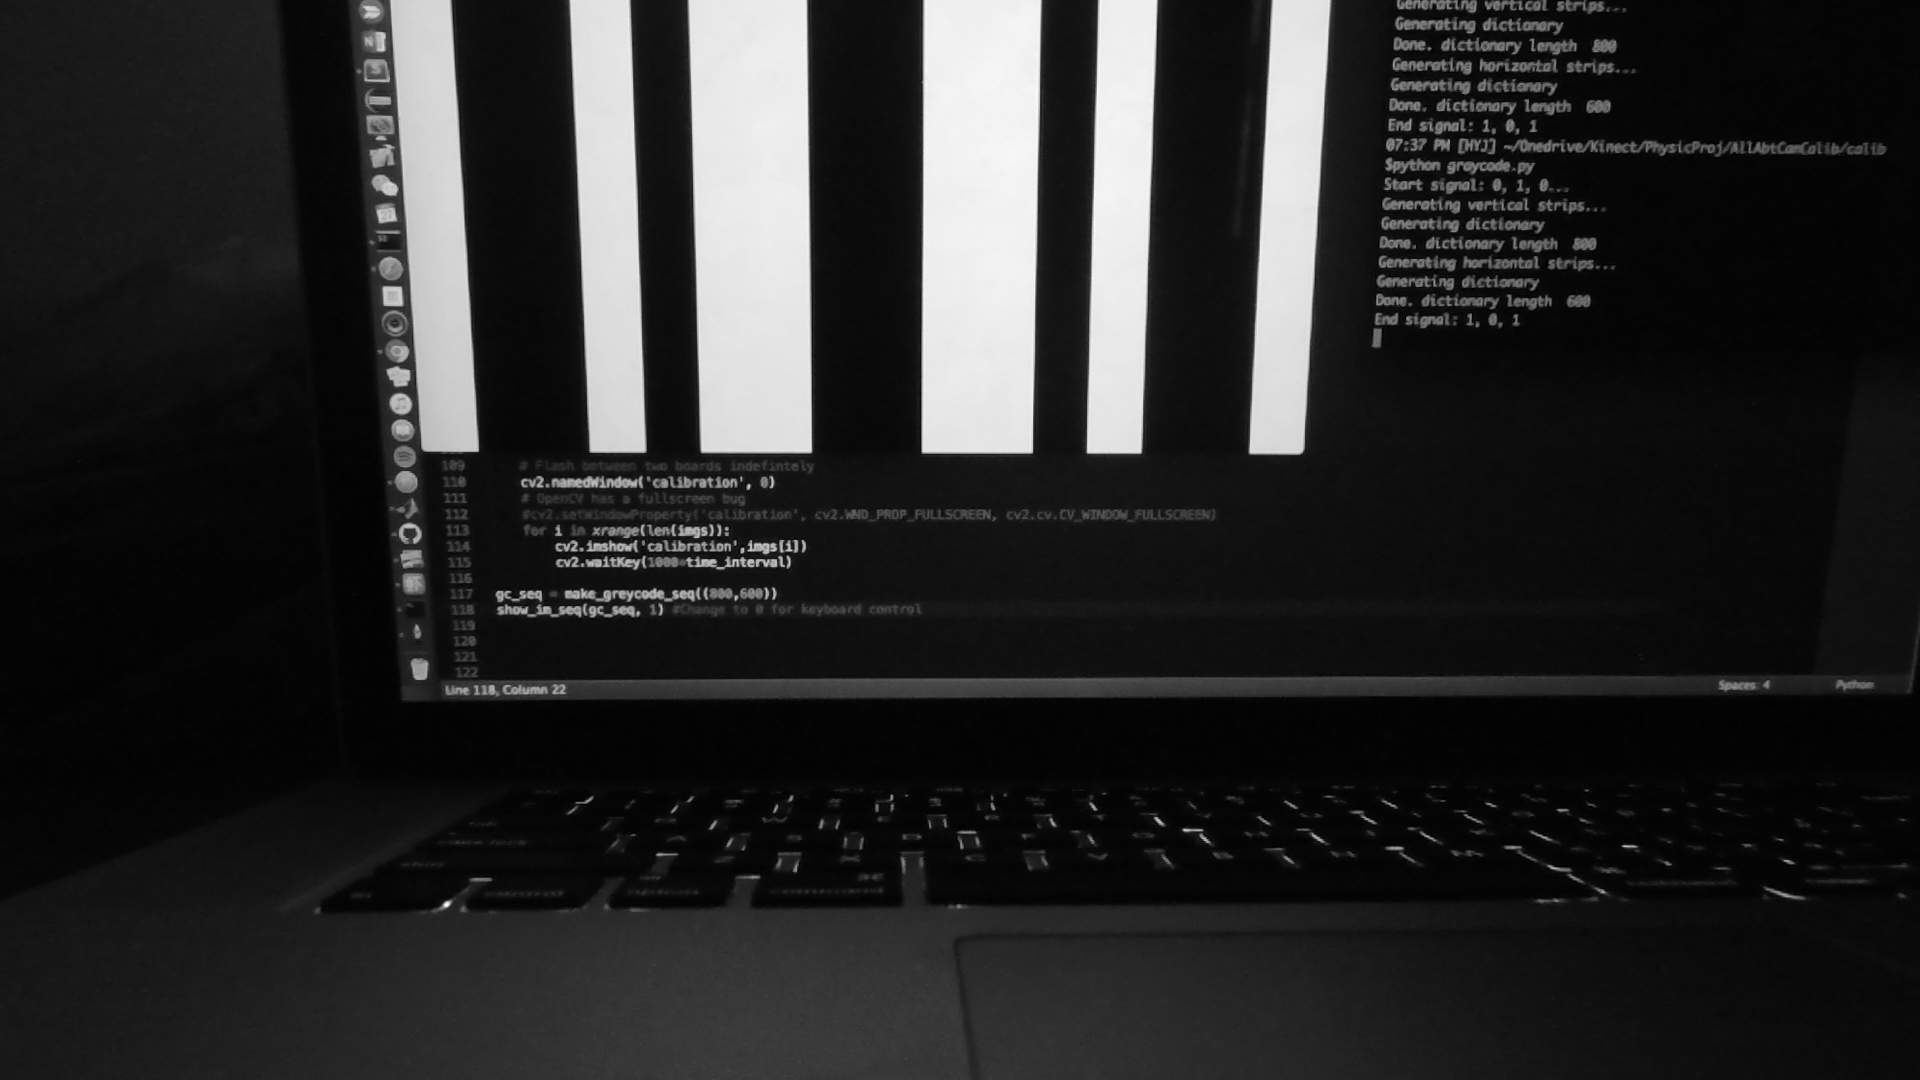 Generating vertical strips...
Generating dictionary
Done. dictionary length 800
Generating horizontal strips...
Generating dictionary
Done. dictionary length 600
End signal: 1, 0, 1
07:37 PM [HYJ] ~/Onedrive/Kinect/PhysicProj/AllAbtCamCalib/calib
$python graycode.py
Start signal: 0, 1, 0...
Generating vertical strips...
Generating dictionary
Done. dictionary length 800
Generating horizontal strips...
Generating dictionary
Done. dictionary length 600
End signal: 1, 0, 1
109 # Flash between two boards indefintely
110 cv2.namedWindow('calibration', 0)
111 # OpenCV has a fullscreen bug
112 #cv2.setWindowProperty('calibration', cv2.WND_PROP_FULLSCREEN, cv2.cv.CV_WINDOW_FULLSCREEN)
113 for i in xrange(len(imgs)):
114 cv2.imshow('calibration',imgs[i])
115 cv2.waitKey(1000*time_interval)
116
117 gc_seq = make_greycode_seq((800,600))
118 show_im_seq(gc_seq, 1) #Change to 0 for keyboard control
119
120
121
122
Line 118, Column 22
Spaces: 4
Python
A S D F
Z X C V B N M
option
command